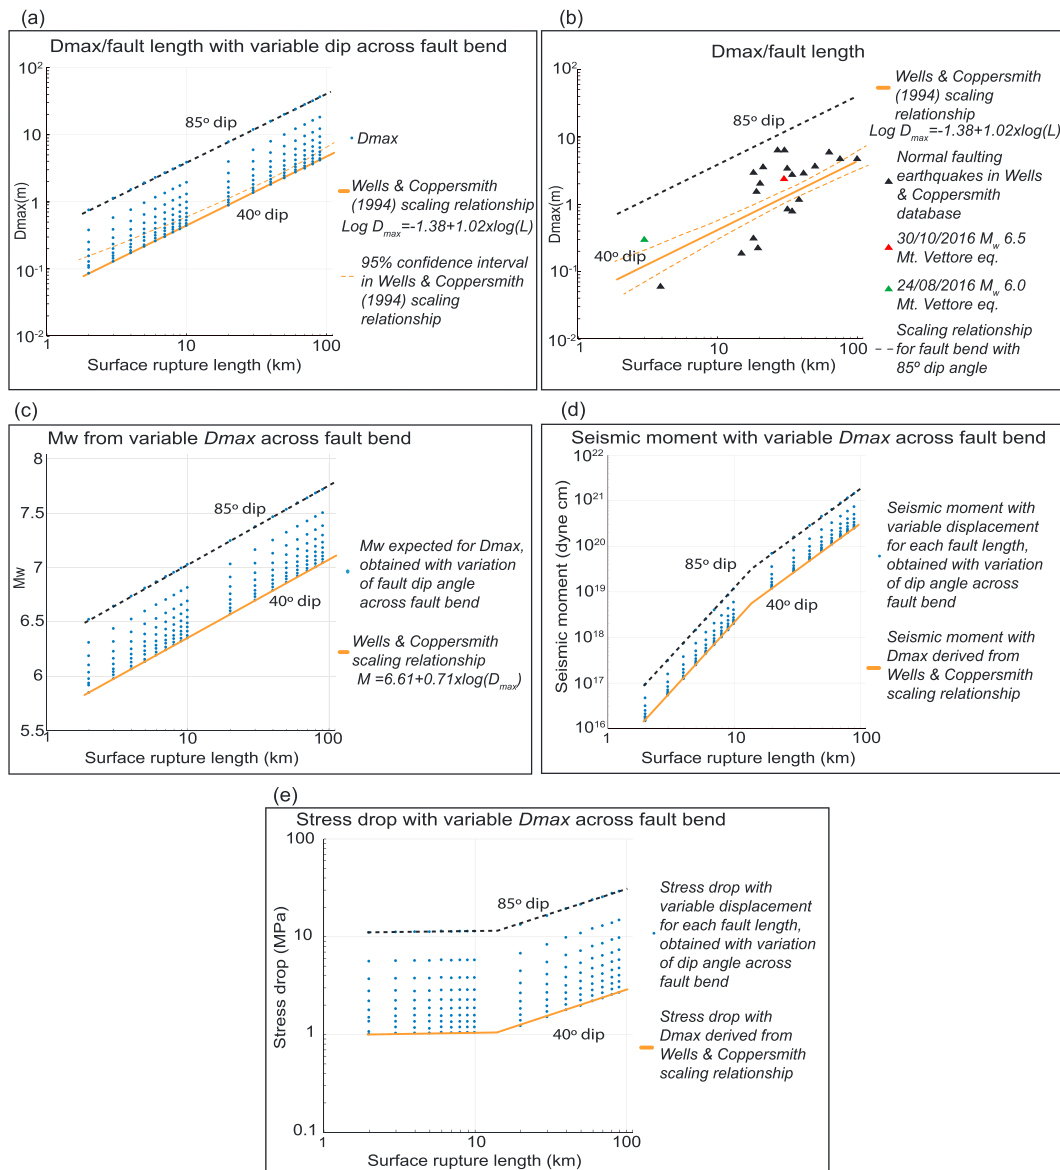 (a)
Dmax/fault length with variable dip across fault bend
10²
10
1
10⁻¹
10⁻²
Dmax(m)
85º dip
40º dip
1
10
100
Surface rupture length (km)
Dmax
Wells & Coppersmith
(1994) scaling
relationship
Log Dmax=-1.38+1.02xlog(L)
95% confidence interval
in Wells & Coppersmith
(1994) scaling
relationship
(b)
Dmax/fault length
10²
10
1
10⁻¹
10⁻²
Dmax(m)
85º dip
40º dip
1
10
100
Surface rupture length (km)
Wells & Coppersmith
(1994) scaling
relationship
Log Dmax=-1.38+1.02xlog(L)
Normal faulting
earthquakes in Wells
& Coppersmith
database
30/10/2016 Mw 6.5
Mt. Vettore eq.
24/08/2016 Mw 6.0
Mt. Vettore eq.
Scaling relationship
for fault bend with
85º dip angle
(c)
Mw from variable Dmax across fault bend
8
7.5
7
6.5
6
5.5
Mw
85º dip
40º dip
1
10
100
Surface rupture length (km)
Mw expected for Dmax,
obtained with variation
of fault dip angle
across fault bend
Wells & Coppersmith
scaling relationship
M =6.61+0.71xlog(Dmax)
(d)
Seismic moment with variable Dmax across fault bend
10²²
10²¹
10²⁰
10¹⁹
10¹⁸
10¹⁷
10¹⁶
Seismic moment (dyne cm)
85º dip
40º dip
1
10
100
Surface rupture length (km)
Seismic moment with
variable displacement
for each fault length,
obtained with variation
of dip angle across
fault bend
Seismic moment with
Dmax derived from
Wells & Coppersmith
scaling relationship
(e)
Stress drop with variable Dmax across fault bend
100
10
1
0.1
Stress drop (MPa)
85º dip
40º dip
1
10
100
Surface rupture length (km)
Stress drop with
variable displacement
for each fault length,
obtained with variation
of dip angle across
fault bend
Stress drop with
Dmax derived from
Wells & Coppersmith
scaling relationship